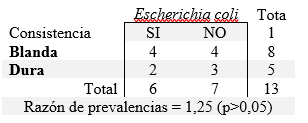 Escherichia coli Tota
Consistencia SI NO l
Blanda 4 4 8
Dura 2 3 5
Total 6 7 13
Razón de prevalencias = 1,25 (p>0,05)